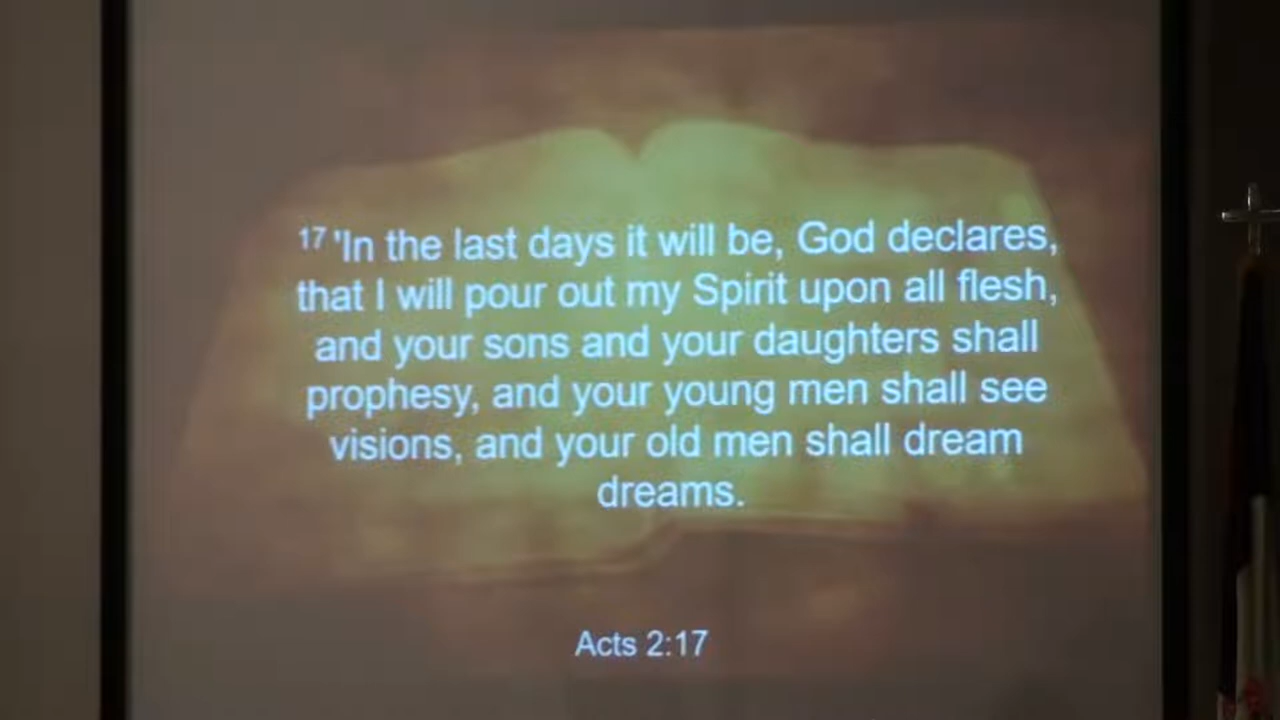 17 'In the last days it will be, God declares,
that I will pour out my Spirit upon all flesh,
and your sons and your daughters shall
prophesy, and your young men shall see
visions, and your old men shall dream
dreams.
Acts 2:17